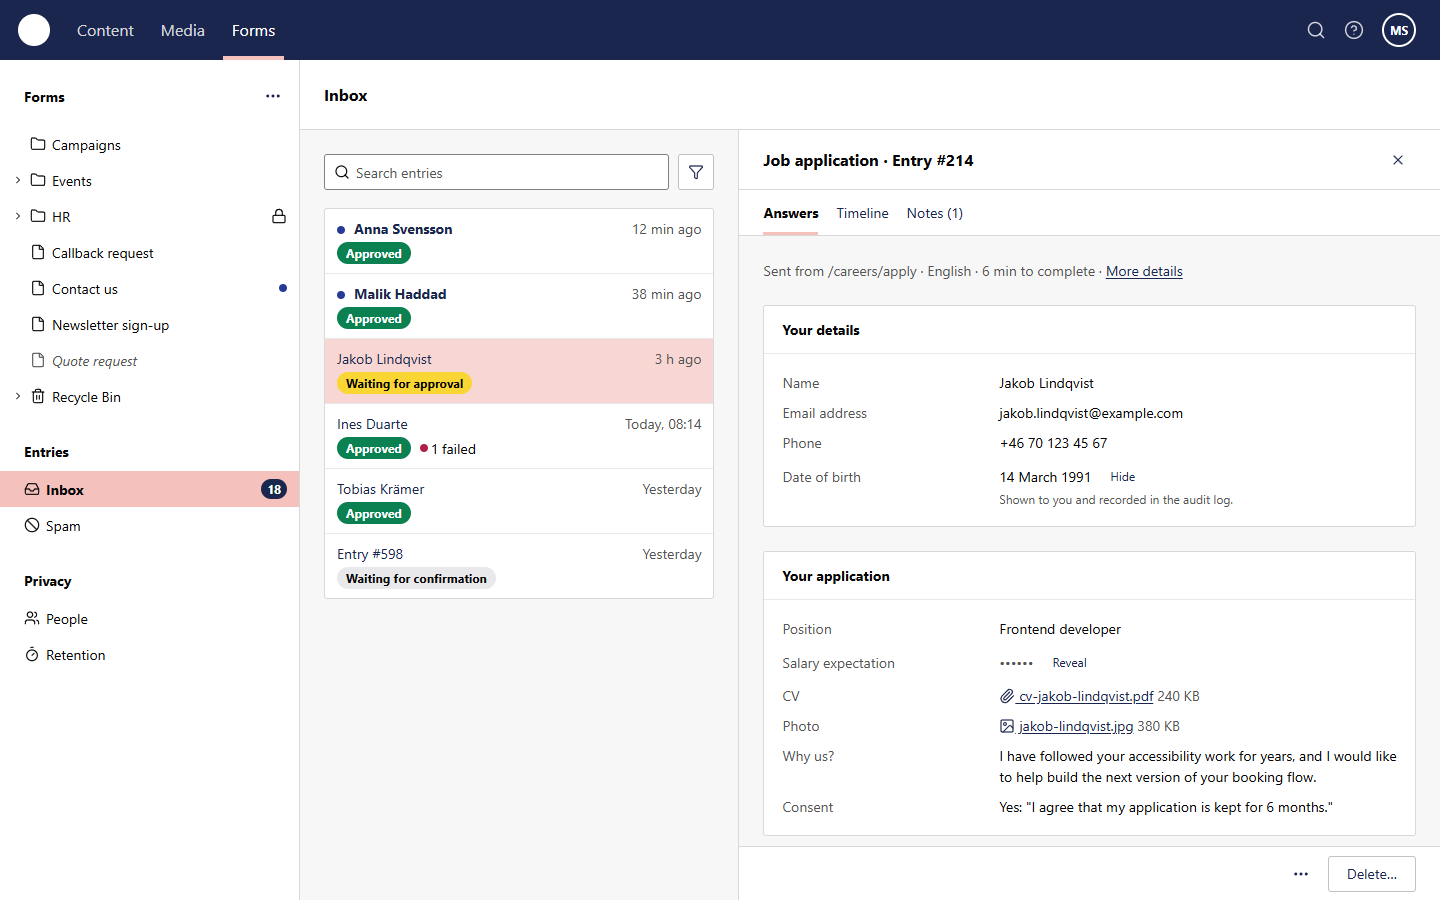 Content Media Forms
MS
Forms
Campaigns
Events
HR
Callback request
Contact us
Newsletter sign-up
Quote request
Recycle Bin
Entries
Inbox 18
Spam
Privacy
People
Retention
Inbox
Search entries
Anna Svensson 12 min ago
Approved
Malik Haddad 38 min ago
Approved
Jakob Lindqvist 3 h ago
Waiting for approval
Ines Duarte Today, 08:14
Approved 1 failed
Tobias Krämer Yesterday
Approved
Entry #598 Yesterday
Waiting for confirmation
Job application · Entry #214
Answers Timeline Notes (1)
Sent from /careers/apply · English · 6 min to complete · More details
Your details
Name Jakob Lindqvist
Email address jakob.lindqvist@example.com
Phone +46 70 123 45 67
Date of birth 14 March 1991 Hide
Shown to you and recorded in the audit log.
Your application
Position Frontend developer
Salary expectation •••••• Reveal
CV cv-jakob-lindqvist.pdf 240 KB
Photo jakob-lindqvist.jpg 380 KB
Why us? I have followed your accessibility work for years, and I would like
to help build the next version of your booking flow.
Consent Yes: "I agree that my application is kept for 6 months."
Delete...